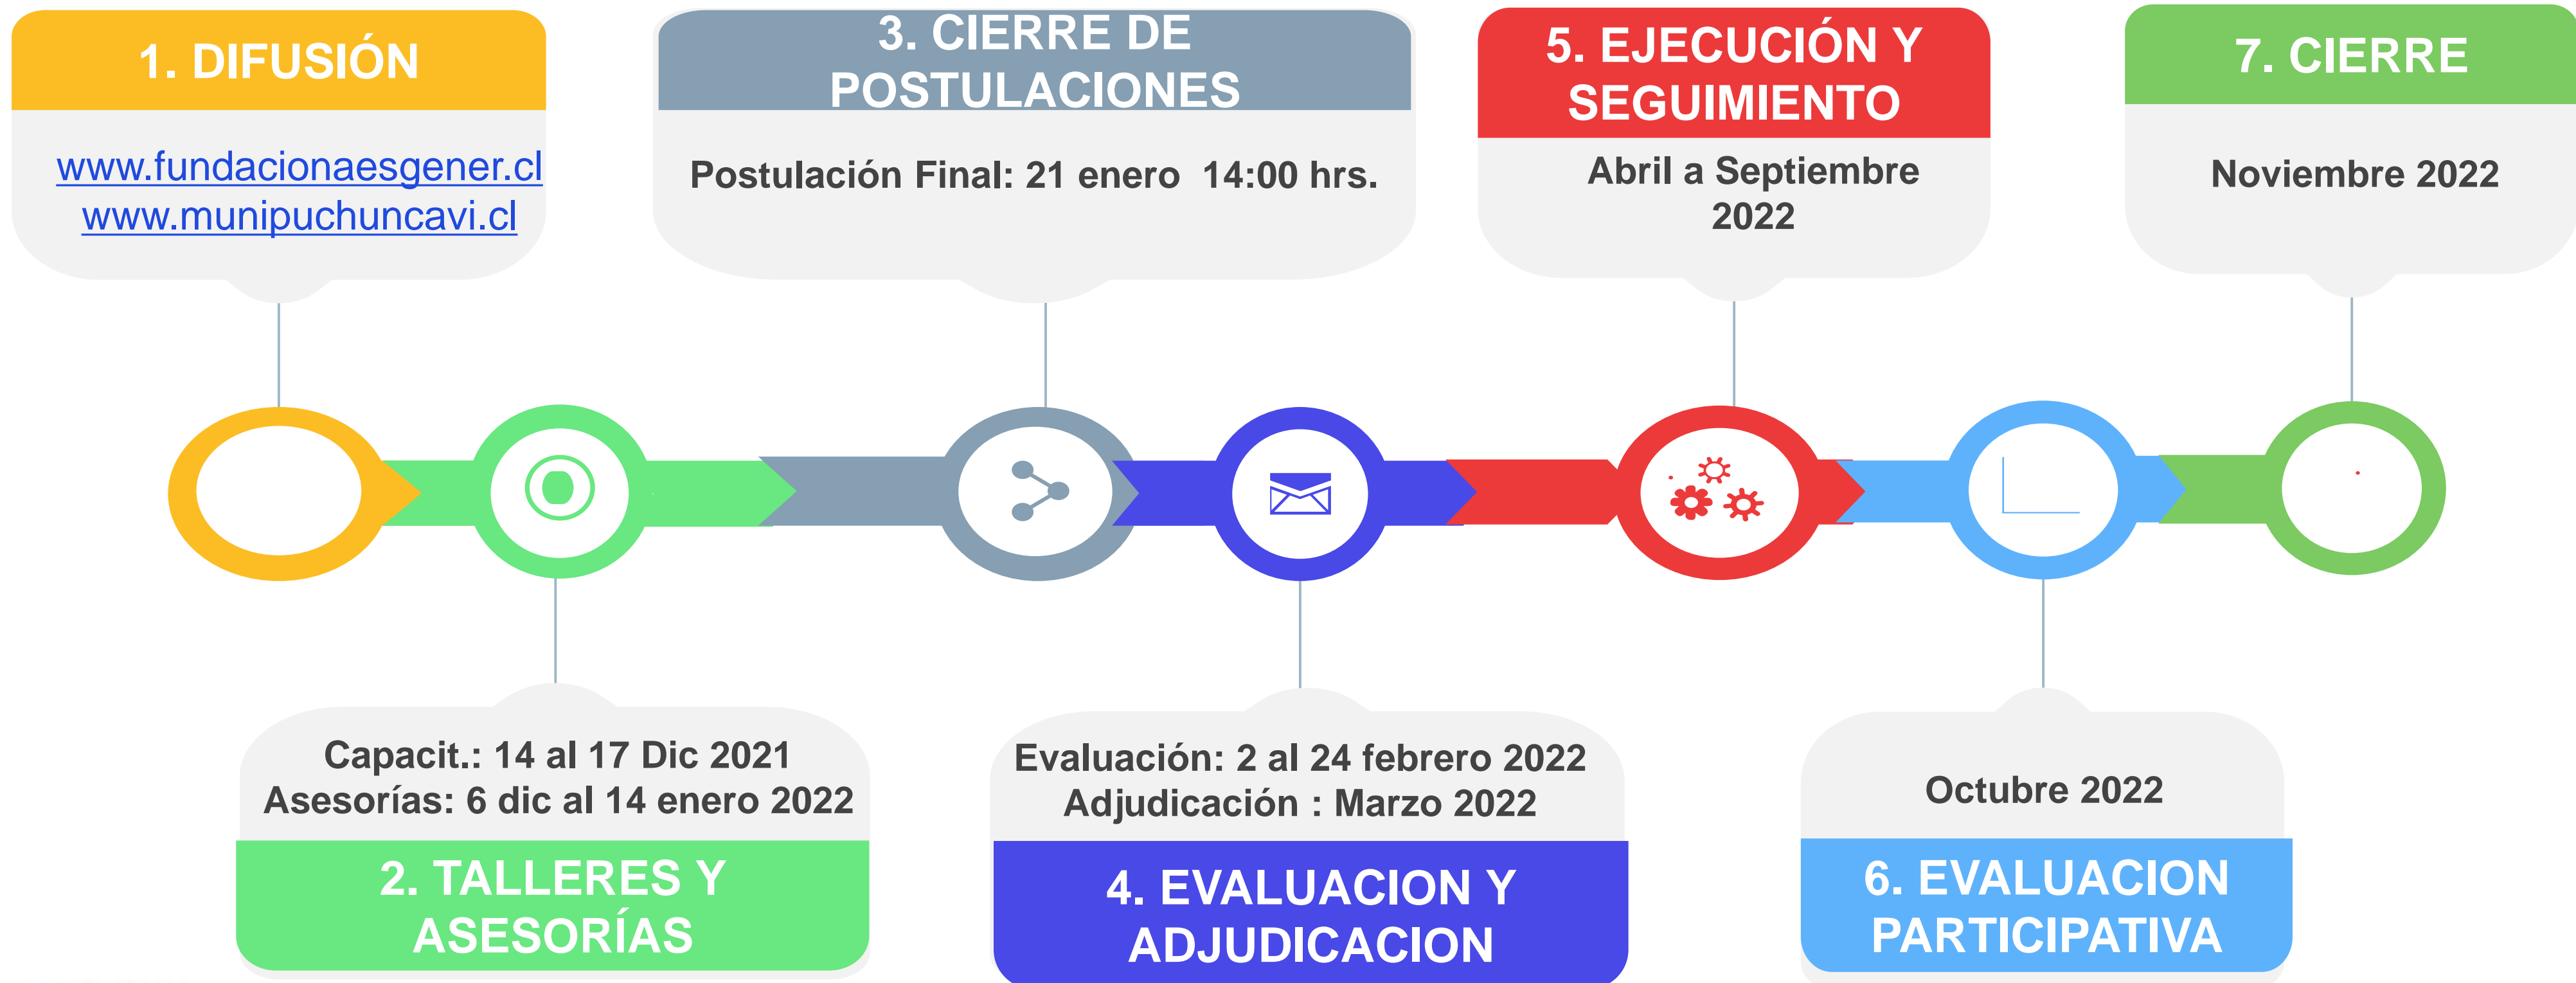 1. DIFUSIÓN
www.fundacionaesgener.cl
www.munipuchuncavi.cl
Capacit.: 14 al 17 Dic 2021
Asesorías: 6 dic al 14 enero 2022
2. TALLERES Y
ASESORÍAS
3. CIERRE DE
POSTULACIONES
Postulación Final: 21 enero 14:00 hrs.
Evaluación: 2 al 24 febrero 2022
Adjudicación : Marzo 2022
4. EVALUACION Y
ADJUDICACION
5. EJECUCIÓN Y
SEGUIMIENTO
Abril a Septiembre
2022
Octubre 2022
6. EVALUACION
PARTICIPATIVA
7. CIERRE
Noviembre 2022